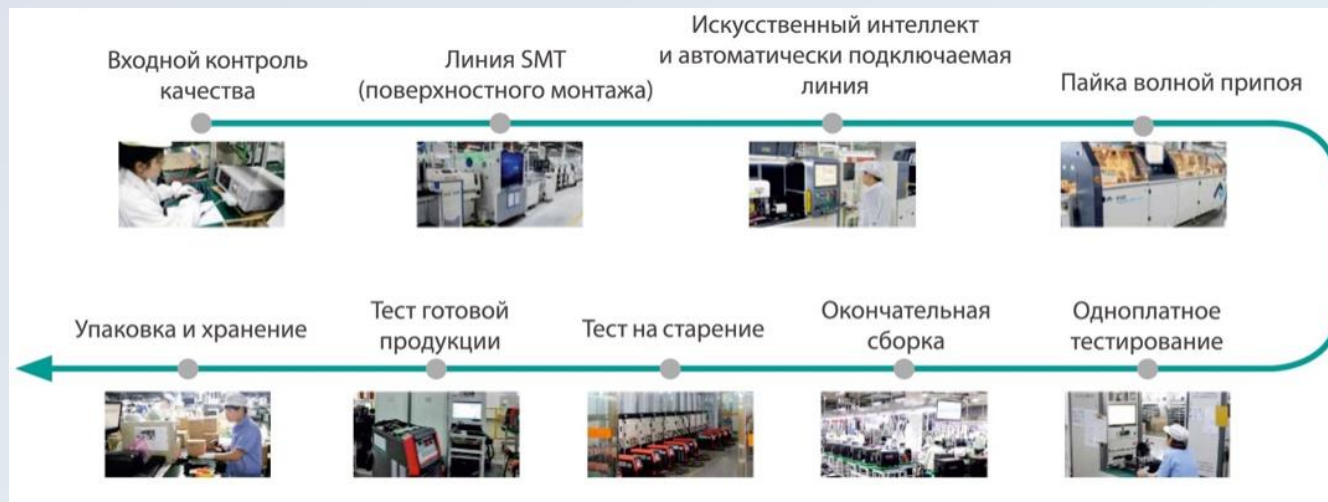 Входной контроль
качества
Линия SMT
(поверхностного монтажа)
Искусственный интеллект
и автоматически подключаемая
линия
Пайка волной припоя
Упаковка и хранение
Тест готовой
продукции
Тест на старение
Окончательная
сборка
Одноплатное
тестирование